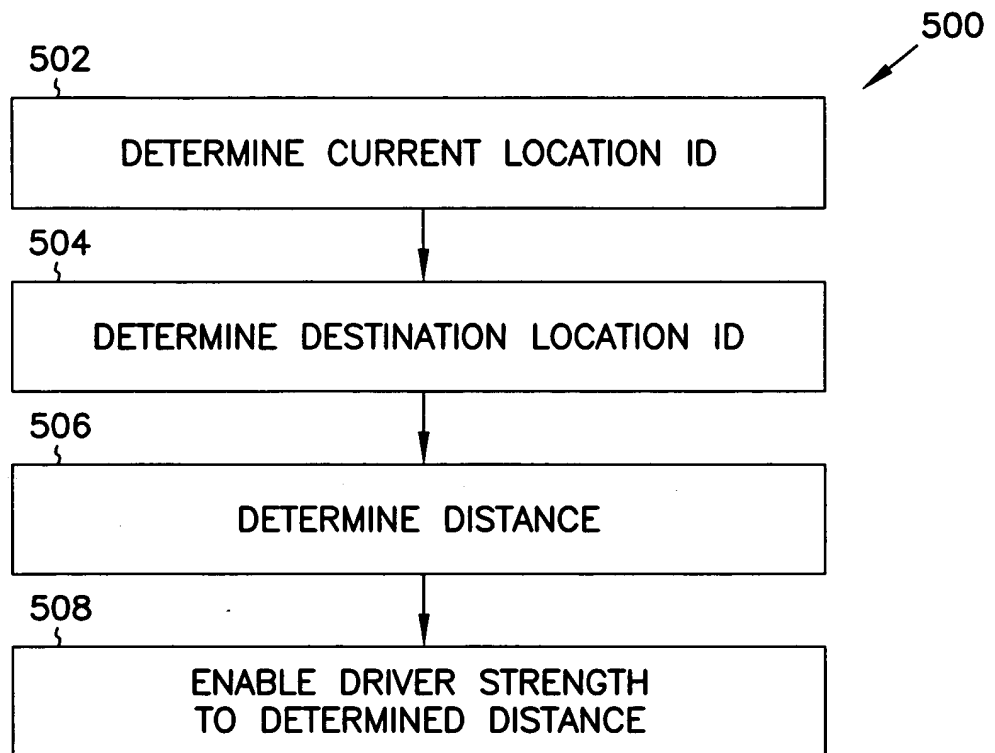 500
502
DETERMINE CURRENT LOCATION ID
504
DETERMINE DESTINATION LOCATION ID
506
DETERMINE DISTANCE
508
ENABLE DRIVER STRENGTH
TO DETERMINED DISTANCE